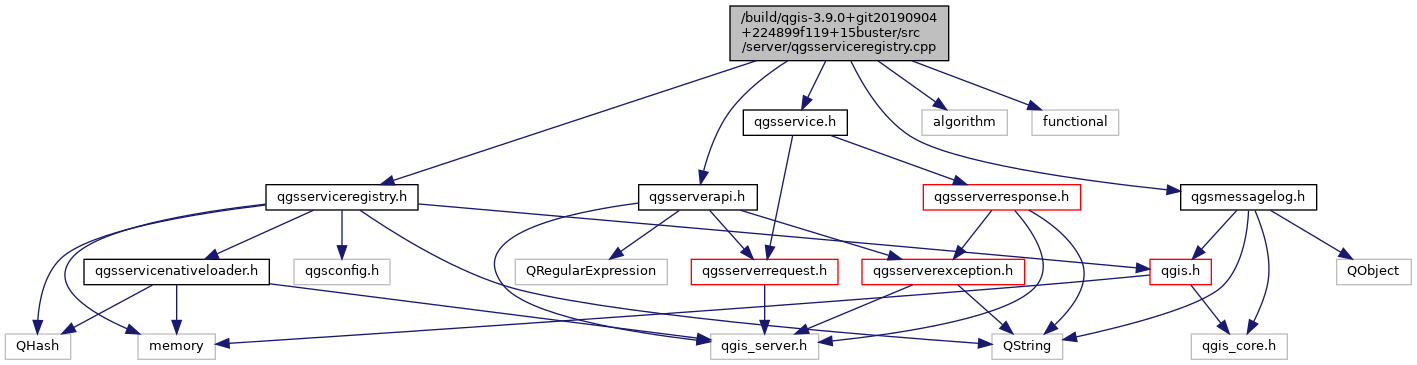 /build/qgis-3.9.0+git20190904
+224899f119+15buster/src
/server/qgsserviceregistry.cpp
qgsservice.h
algorithm
functional
qgsserviceregistry.h
qgsserverapi.h
qgsserverresponse.h
qgsmessagelog.h
qgsservicenativeloader.h
qgsconfig.h
QRegularExpression
qgsserverrequest.h
qgsserverexception.h
qgis.h
QObject
QHash
memory
qgis_server.h
QString
qgis_core.h